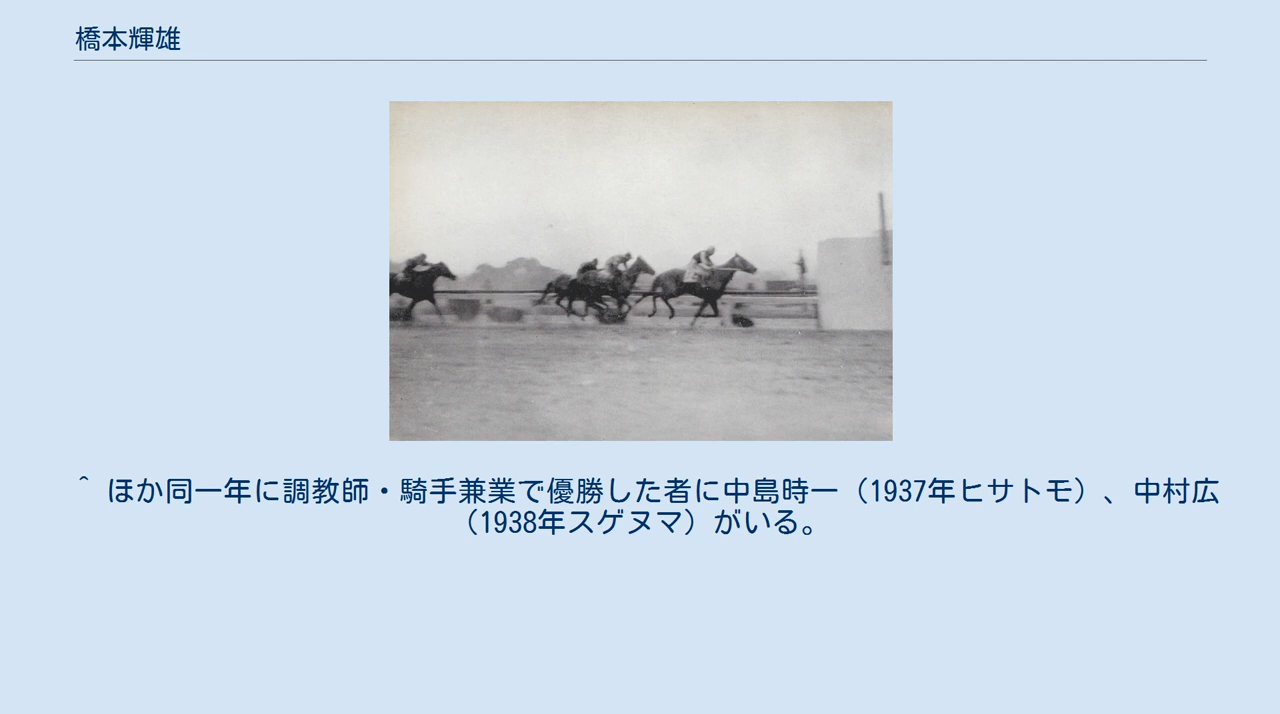 橋本輝雄
^ ほか同一年に調教師・騎手兼業で優勝した者に中島時一（1937年ヒサトモ）、中村広
（1938年スゲヌマ）がいる。